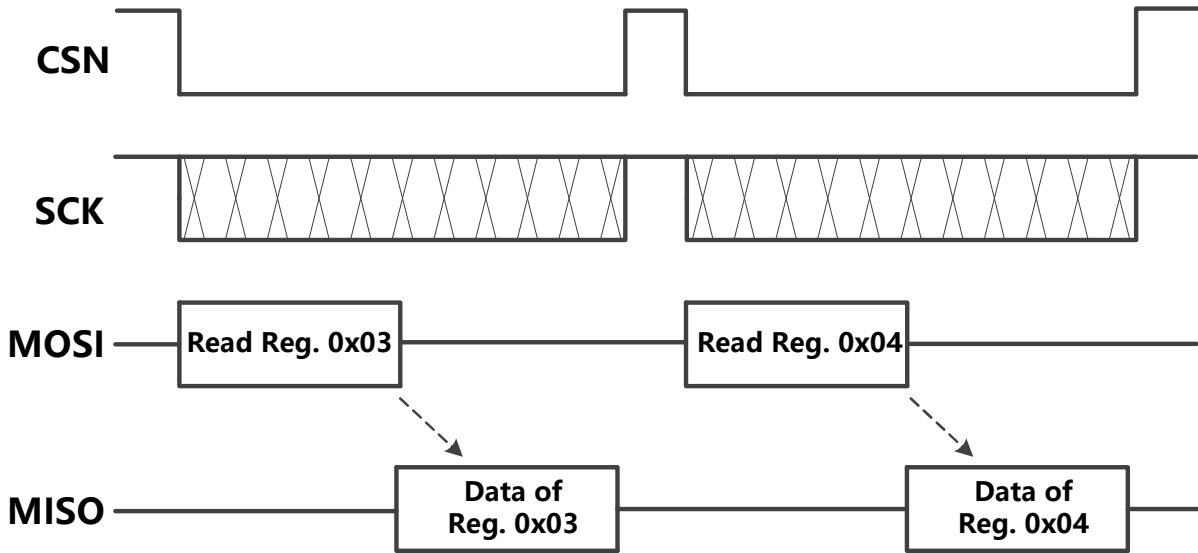 CSN
SCK
MOSI
Read Reg. 0x03
Read Reg. 0x04
MISO
Data of
Reg. 0x03
Data of
Reg. 0x04